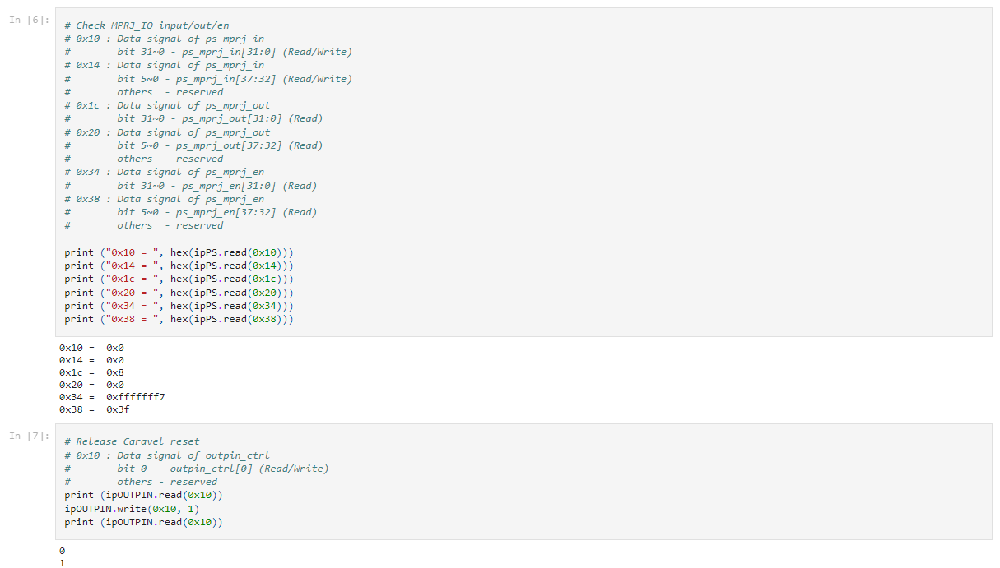 In [6]:
# Check MPRJ_IO input/out/en
# 0x10 : Data signal of ps_mprj_in
#        bit 31~0 - ps_mprj_in[31:0] (Read/Write)
# 0x14 : Data signal of ps_mprj_in
#        bit 5~0 - ps_mprj_in[37:32] (Read/Write)
#        others  - reserved
# 0x1c : Data signal of ps_mprj_out
#        bit 31~0 - ps_mprj_out[31:0] (Read)
# 0x20 : Data signal of ps_mprj_out
#        bit 5~0 - ps_mprj_out[37:32] (Read)
#        others  - reserved
# 0x34 : Data signal of ps_mprj_en
#        bit 31~0 - ps_mprj_en[31:0] (Read)
# 0x38 : Data signal of ps_mprj_en
#        bit 5~0 - ps_mprj_en[37:32] (Read)
#        others  - reserved
print ("0x10 = ", hex(ipPS.read(0x10)))
print ("0x14 = ", hex(ipPS.read(0x14)))
print ("0x1c = ", hex(ipPS.read(0x1c)))
print ("0x20 = ", hex(ipPS.read(0x20)))
print ("0x34 = ", hex(ipPS.read(0x34)))
print ("0x38 = ", hex(ipPS.read(0x38)))
0x10 =  0x0
0x14 =  0x0
0x1c =  0x8
0x20 =  0x0
0x34 =  0xfffffff7
0x38 =  0x3f
In [7]:
# Release Caravel reset
# 0x10 : Data signal of outpin_ctrl
#        bit 0  - outpin_ctrl[0] (Read/Write)
#        others - reserved
print (ipOUTPIN.read(0x10))
ipOUTPIN.write(0x10, 1)
print (ipOUTPIN.read(0x10))
0
1